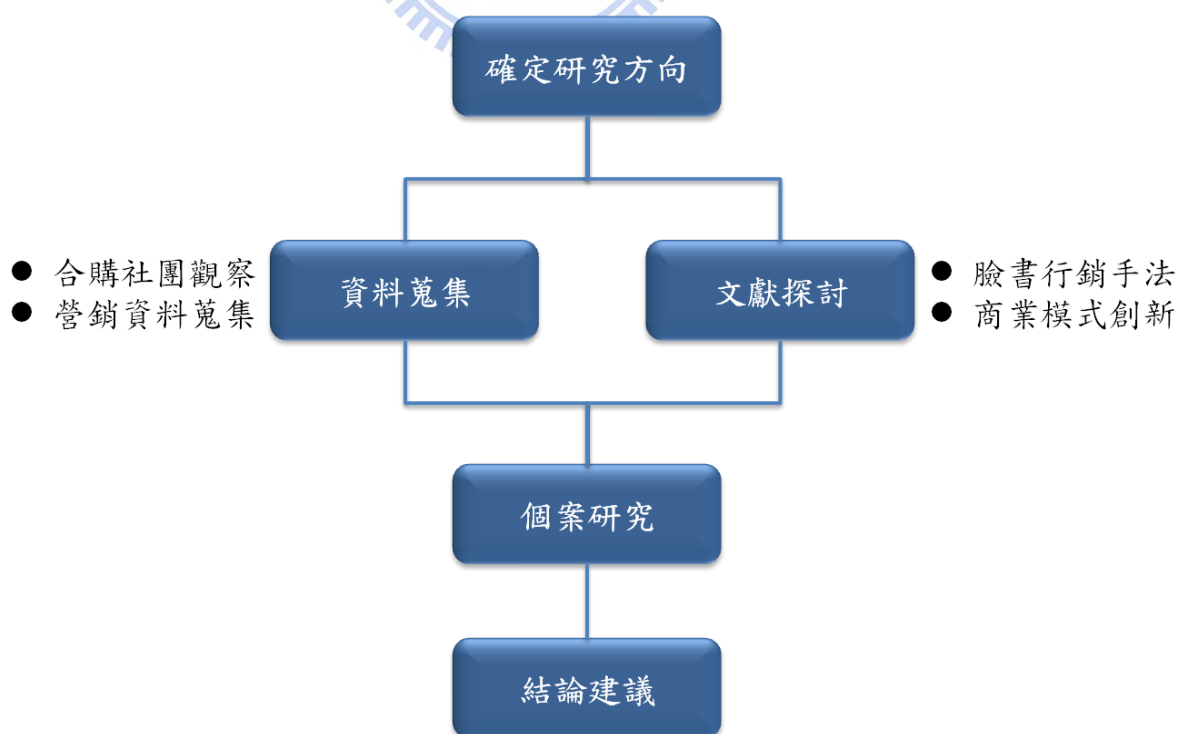 確定研究方向
● 合購社團觀察
● 營銷資料蒐集
資料蒐集
文獻探討
● 臉書行銷手法
● 商業模式創新
個案研究
結論建議